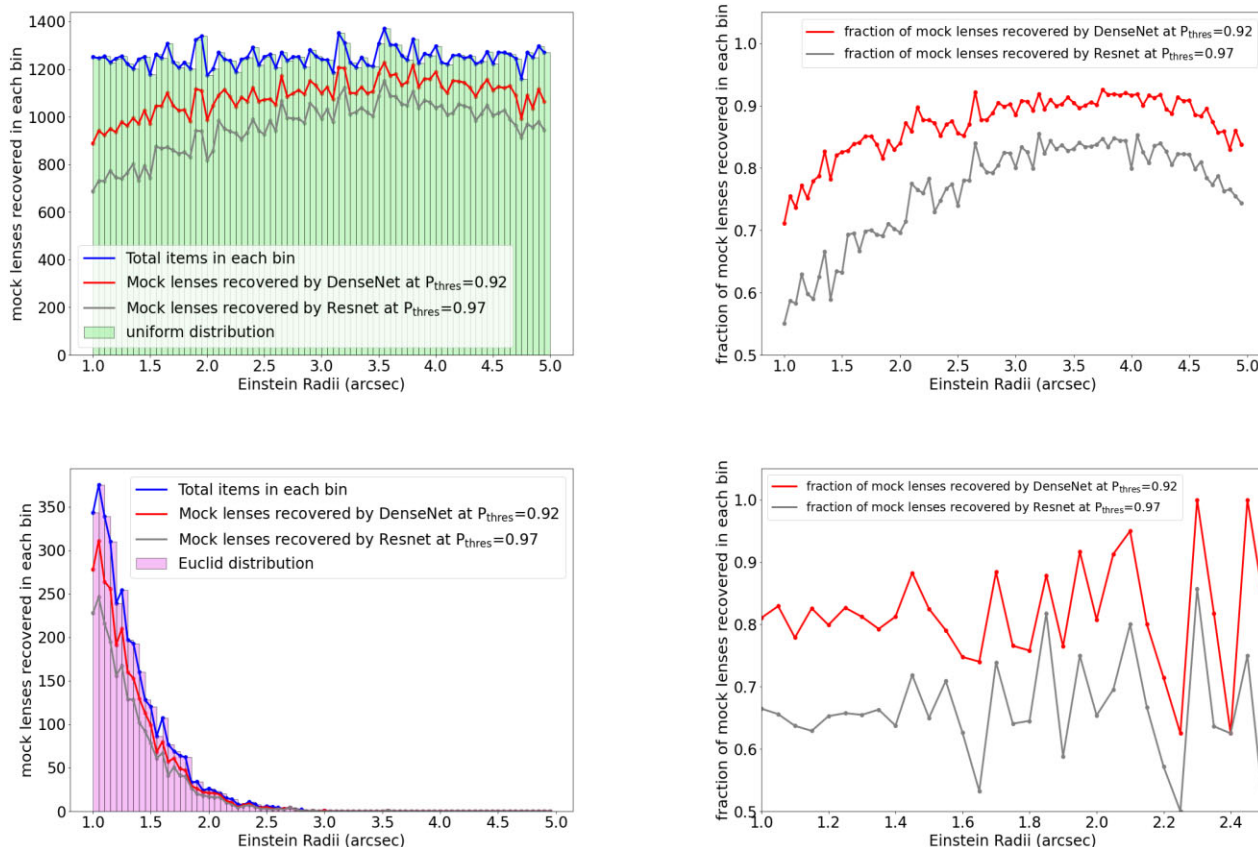 mock lenses recovered in each bin
1400
1200
1000
800
600
400
200
0
Total items in each bin
Mock lenses recovered by DenseNet at Pthres=0.92
Mock lenses recovered by Resnet at Pthres=0.97
uniform distribution
1.0 1.5 2.0 2.5 3.0 3.5 4.0 4.5 5.0
Einstein Radii (arcsec)
fraction of mock lenses recovered in each bin
1.0
0.9
0.8
0.7
0.6
0.5
fraction of mock lenses recovered by DenseNet at Pthres=0.92
fraction of mock lenses recovered by Resnet at Pthres=0.97
1.0 1.5 2.0 2.5 3.0 3.5 4.0 4.5 5.0
Einstein Radii (arcsec)
mock lenses recovered in each bin
350
300
250
200
150
100
50
0
Total items in each bin
Mock lenses recovered by DenseNet at Pthres=0.92
Mock lenses recovered by Resnet at Pthres=0.97
Euclid distribution
1.0 1.5 2.0 2.5 3.0 3.5 4.0 4.5 5.0
Einstein Radii (arcsec)
fraction of mock lenses recovered in each bin
1.0
0.9
0.8
0.7
0.6
0.5
fraction of mock lenses recovered by DenseNet at Pthres=0.92
fraction of mock lenses recovered by Resnet at Pthres=0.97
1.0 1.2 1.4 1.6 1.8 2.0 2.2 2.4
Einstein Radii (arcsec)